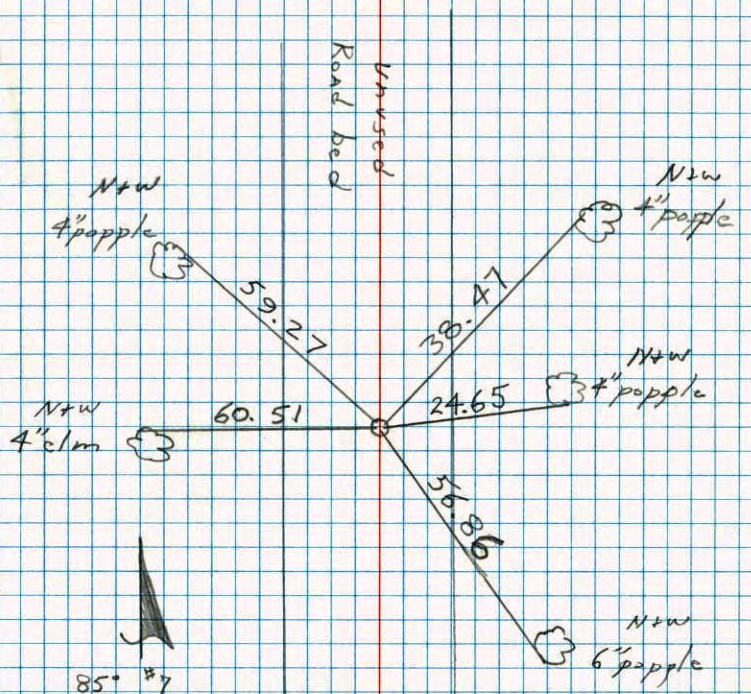 Unused
Road bed
N+W
4" popple
N+W
4" popple
59.27
38.47
N+W
4" popple
24.65
N+W
4" elm
60.51
56.86
N+W
6" popple
85° #7